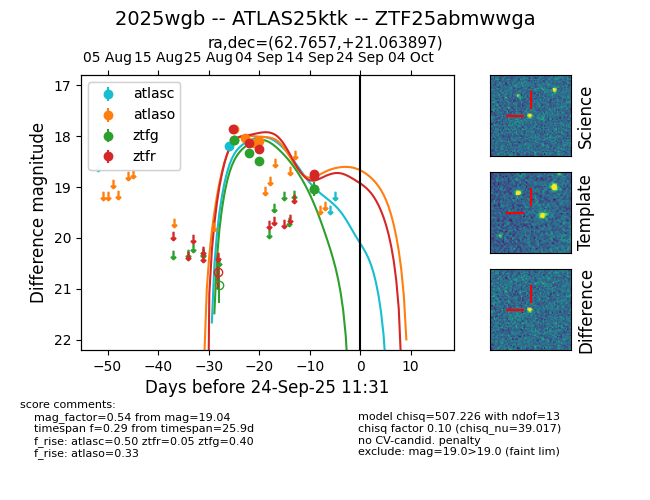 2025wgb -- ATLAS25ktk -- ZTF25abmwwga
ra,dec=(62.7657,+21.063897)
05 Aug 15 Aug 25 Aug 04 Sep 14 Sep 24 Sep 04 Oct
17
18
19
20
21
22
Difference magnitude
atlasc
atlaso
ztfg
ztfr
−50 −40 −30 −20 −10 0 10
Days before 24-Sep-25 11:31
Science
Template
Difference
score comments:
mag_factor=0.54 from mag=19.04
timespan f=0.29 from timespan=25.9d
f_rise: atlasc=0.50 ztfr=0.05 ztfg=0.40
f_rise: atlaso=0.33
model chisq=507.226 with ndof=13
chisq factor 0.10 (chisq_nu=39.017)
no CV-candid. penalty
exclude: mag=19.0>19.0 (faint lim)